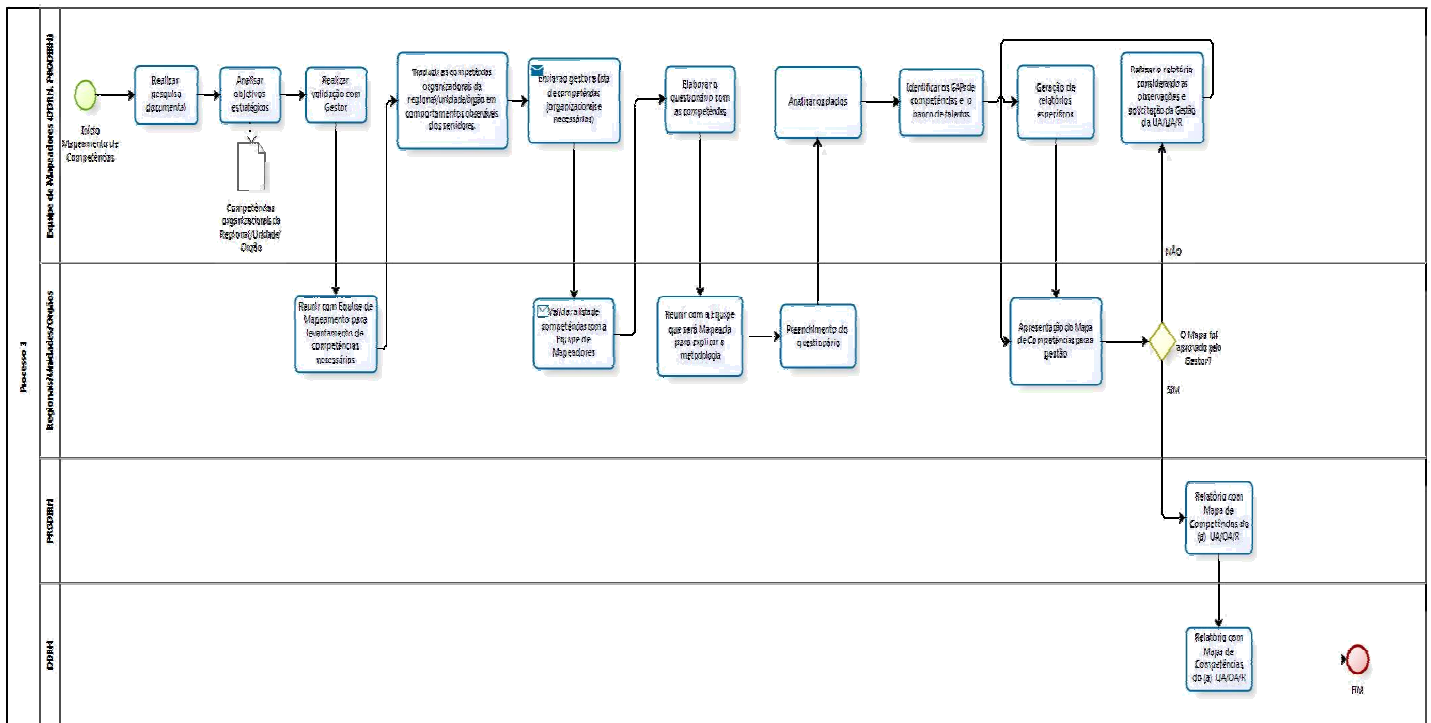 Processo 3
Equipe de Mapeadores (DDRH, PRODERH)
Regionais/Unidades/Órgãos
PRODERH
DDRH
Início
Mapeamento de
Competências
Realizar
pesquisa
documental
Analisar
objetivos
estratégicos
Competências
organizacionais da
Regional/Unidade/
Órgão
Realizar
validação com
Gestor
Reunir com Equipe de
Mapeamento para
levantamento de
competências
necessárias
Traduzir as competências
organizacionais da
regional/unidade/órgão em
comportamentos observáveis
dos servidores.
Enviar ao gestor a lista
de competências
(organizacionais e
necessárias)
Validar a lista de
competências com a
Equipe de
Mapeadores
Elaborar o
questionário com
as competências
Reunir com a Equipe
que será Mapeada
para explicar a
metodologia
Preenchimento do
questionário
Analisar os dados
Identificar os GAPs de
competências e o
banco de talentos
Geração de
relatórios
específicos
Apresentação do Mapa
de Competências para
gestão
O Mapa foi
aprovado pelo
Gestor?
NÃO
Refazer o relatório
considerando as
observações e
solicitação da Gestão
da UA/OA/R
SIM
Relatório com
Mapa de
Competências do
(a) UA/OA/R
Relatório com
Mapa de
Competências
do (a) UA/OA/R
FIM